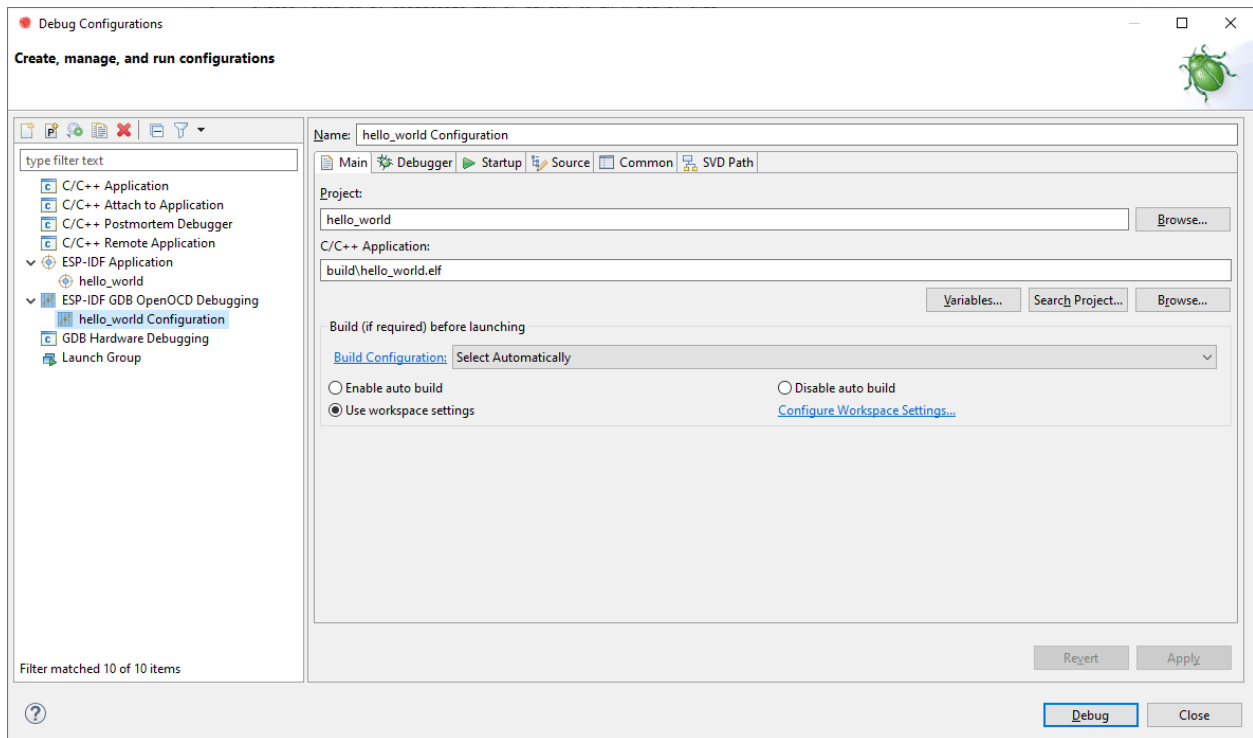 Debug Configurations
Create, manage, and run configurations
type filter text
C/C++ Application
C/C++ Attach to Application
C/C++ Postmortem Debugger
C/C++ Remote Application
ESP-IDF Application
hello_world
ESP-IDF GDB OpenOCD Debugging
hello_world Configuration
GDB Hardware Debugging
Launch Group
Filter matched 10 of 10 items
Name: hello_world Configuration
Main Debugger Startup Source Common SVD Path
Project:
hello_world Browse...
C/C++ Application:
build\hello_world.elf
Variables... Search Project... Browse...
Build (if required) before launching
Build Configuration: Select Automatically
Enable auto build Disable auto build
Use workspace settings Configure Workspace Settings...
Revert Apply
Debug Close